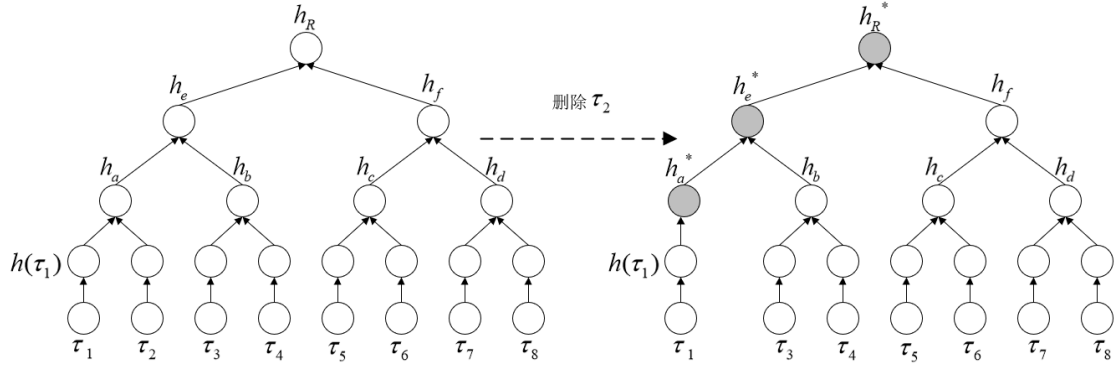 h_R h_R^*
h_e h_f 删除 τ_2 h_e^* h_f
h_a h_b h_c h_d h_a^* h_b h_c h_d
h(τ_1) h(τ_1)
τ_1 τ_2 τ_3 τ_4 τ_5 τ_6 τ_7 τ_8 τ_1 τ_3 τ_4 τ_5 τ_6 τ_7 τ_8